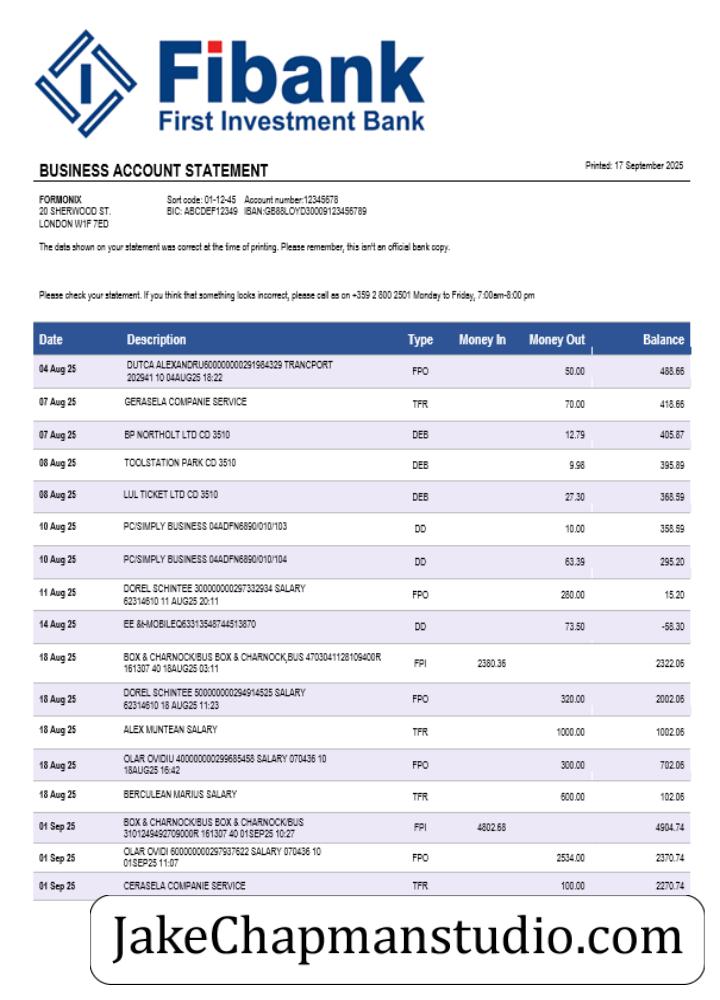 Fibank
First Investment Bank
BUSINESS ACCOUNT STATEMENT
Printed: 17 September 2025
FORMONIX
20 SHERWOOD ST.
LONDON W1F 7ED
Sort code: 01-12-45 Account number:12345678
BIC: ABCDEF12349 IBAN:GB88LOYD30009123456789
The data shown on your statement was correct at the time of printing. Please remember, this isn't an official bank copy.
Please check your statement. If you think that something looks incorrect, please call as on +359 2 800 2501 Monday to Friday, 7:00am-8:00 pm
Date Description Type Money In Money Out Balance
04 Aug 25 DUTCA ALEXANDRU600000000291984329 TRANCPORT FPO 50.00 488.66
202941 10 04AUG25 18:22
07 Aug 25 GERASELA COMPANIE SERVICE TFR 70.00 418.66
07 Aug 25 BP NORTHOLT LTD CD 3510 DEB 12.79 405.87
08 Aug 25 TOOLSTATION PARK CD 3510 DEB 9.98 395.89
08 Aug 25 LUL TICKET LTD CD 3510 DEB 27.30 368.59
10 Aug 25 PC/SIMPLY BUSINESS 04ADFN6890/010/103 DD 10.00 358.59
10 Aug 25 PC/SIMPLY BUSINESS 04ADFN6890/010/104 DD 63.39 295.20
11 Aug 25 DOREL SCHINTEE 300000000297332934 SALARY FPO 280.00 15.20
62314610 11 AUG25 20:11
14 Aug 25 EE &t-MOBILEQ63313548744513870 DD 73.50 -58.30
18 Aug 25 BOX & CHARNOCK/BUS BOX & CHARNOCK,BUS 4703041128109400R FPI 2380.36 2322.06
161307 40 18AUG25 03:11
18 Aug 25 DOREL SCHINTEE 500000000294914525 SALARY FPO 320.00 2002.06
62314610 18 AUG25 11:23
18 Aug 25 ALEX MUNTEAN SALARY TFR 1000.00 1002.06
18 Aug 25 OLAR OVIDIU 400000000299685458 SALARY 070436 10 FPO 300.00 702.06
18AUG25 16:42
18 Aug 25 BERCULEAN MARIUS SALARY TFR 600.00 102.06
01 Sep 25 BOX & CHARNOCK/BUS BOX & CHARNOCK/BUS FPI 4802.68 4904.74
3101249492709000R 161307 40 01SEP25 10:27
01 Sep 25 OLAR OVIDI 600000000297937622 SALARY 070436 10 FPO 2534.00 2370.74
01SEP25 11:07
01 Sep 25 CERASELA COMPANIE SERVICE TFR 100.00 2270.74
JakeChapmanstudio.com